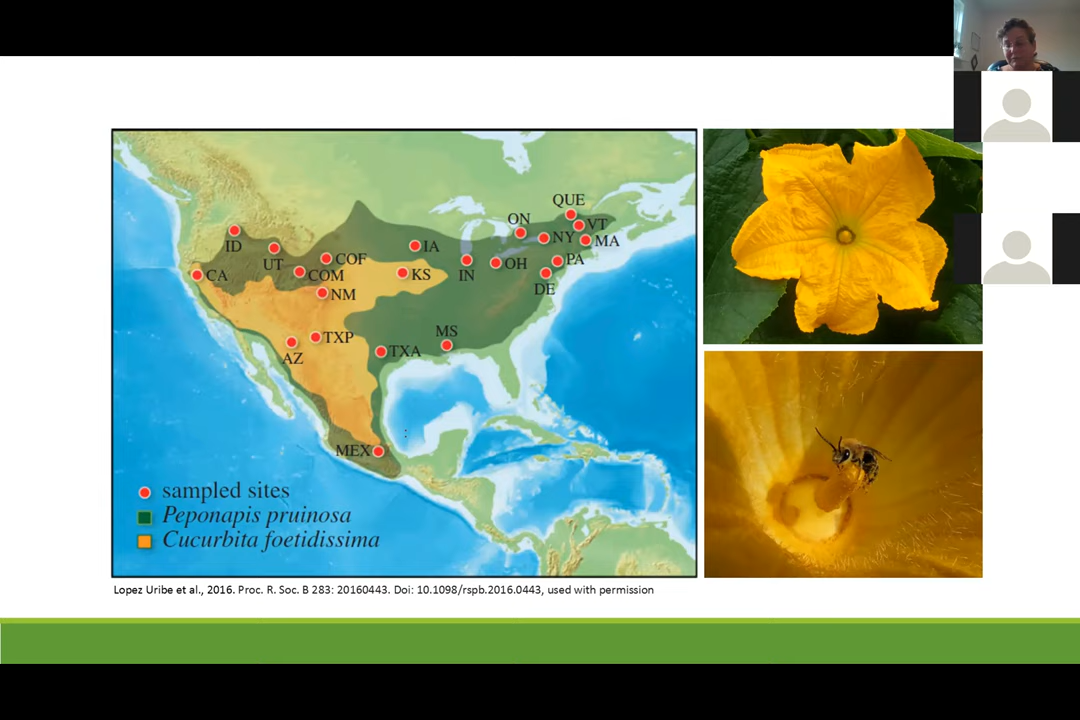 QUE
ON
VT
NY
MA
ID
IA
UT
COF
PA
IN
OH
CA
COM
KS
DE
NM
MS
TXP
TXA
AZ
MEX
sampled sites
Peponapis pruinosa
Cucurbita foetidissima
Lopez Uribe et al., 2016. Proc. R. Soc. B 283: 20160443. Doi: 10.1098/rspb.2016.0443, used with permission